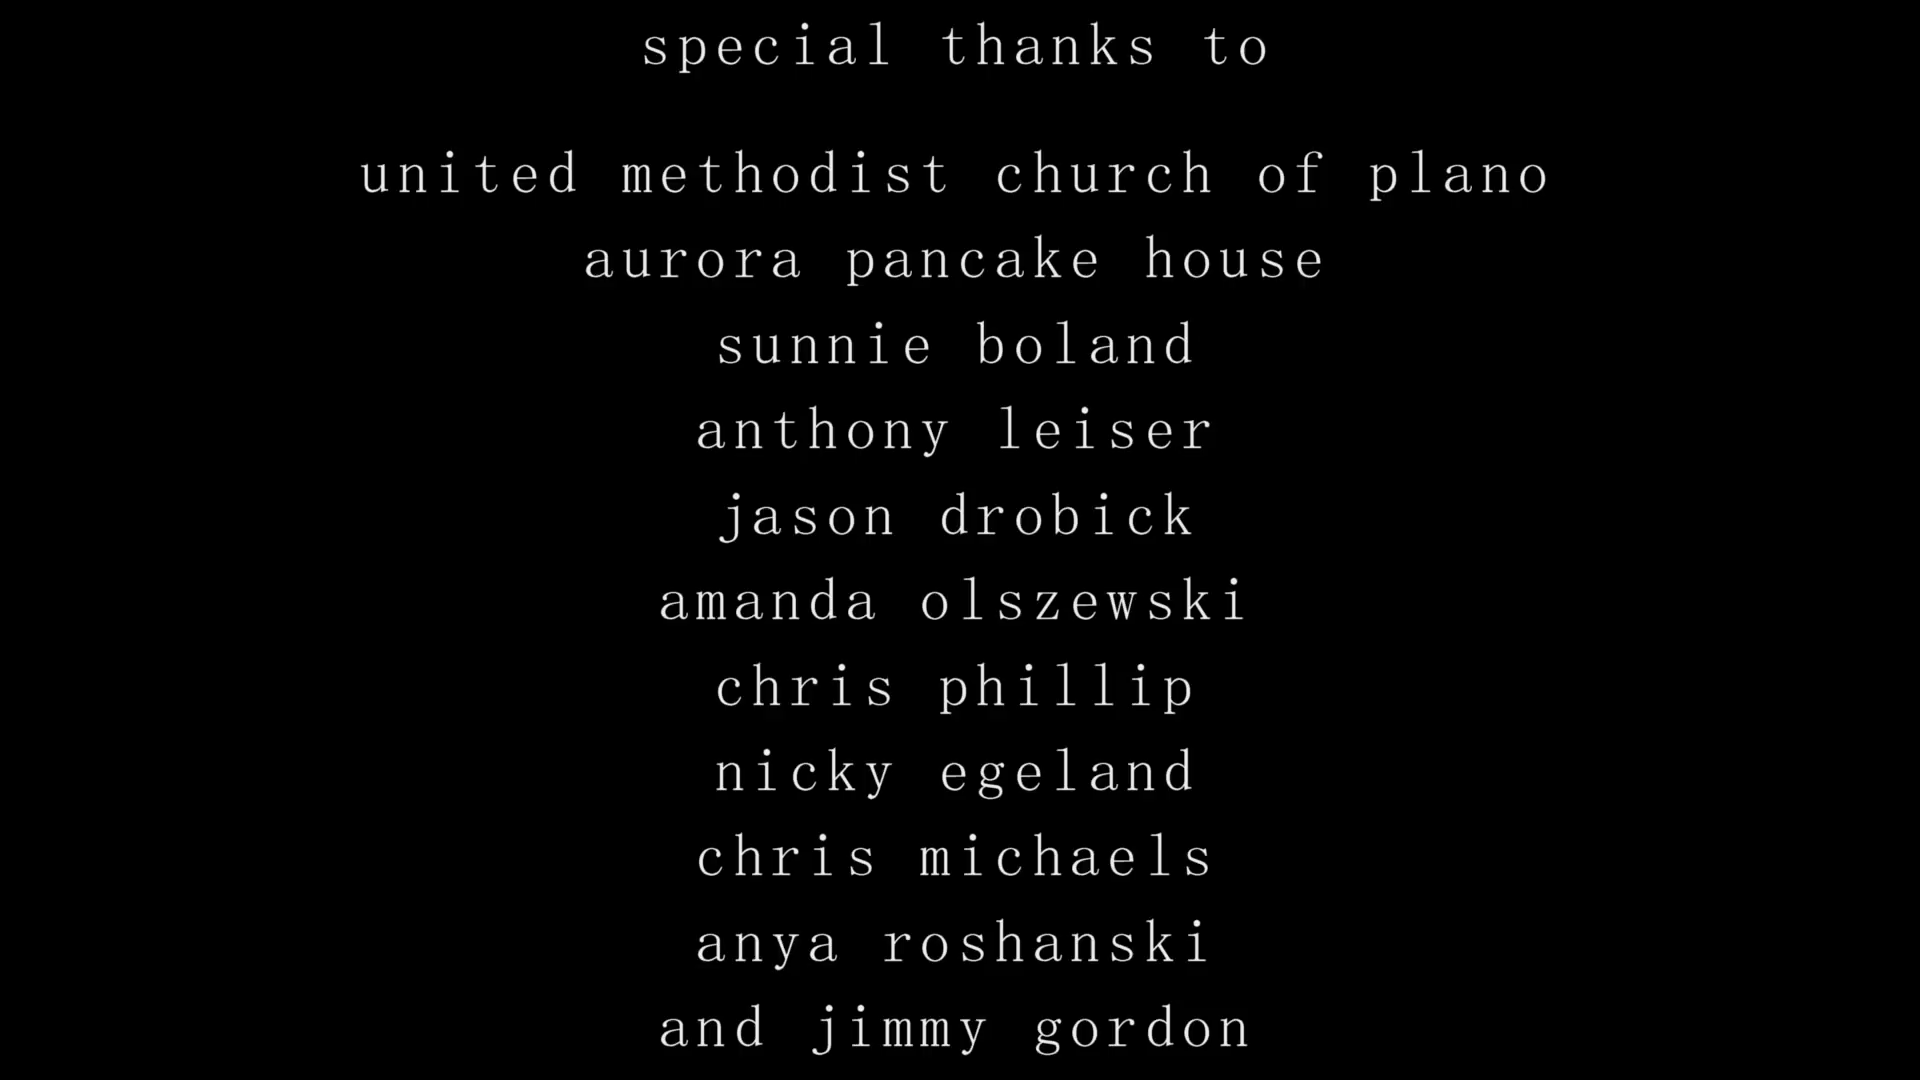 special thanks to
united methodist church of plano
aurora pancake house
sunnie boland
anthony leiser
jason drobick
amanda olszewski
chris phillip
nicky egeland
chris michaels
anya roshanski
and jimmy gordon